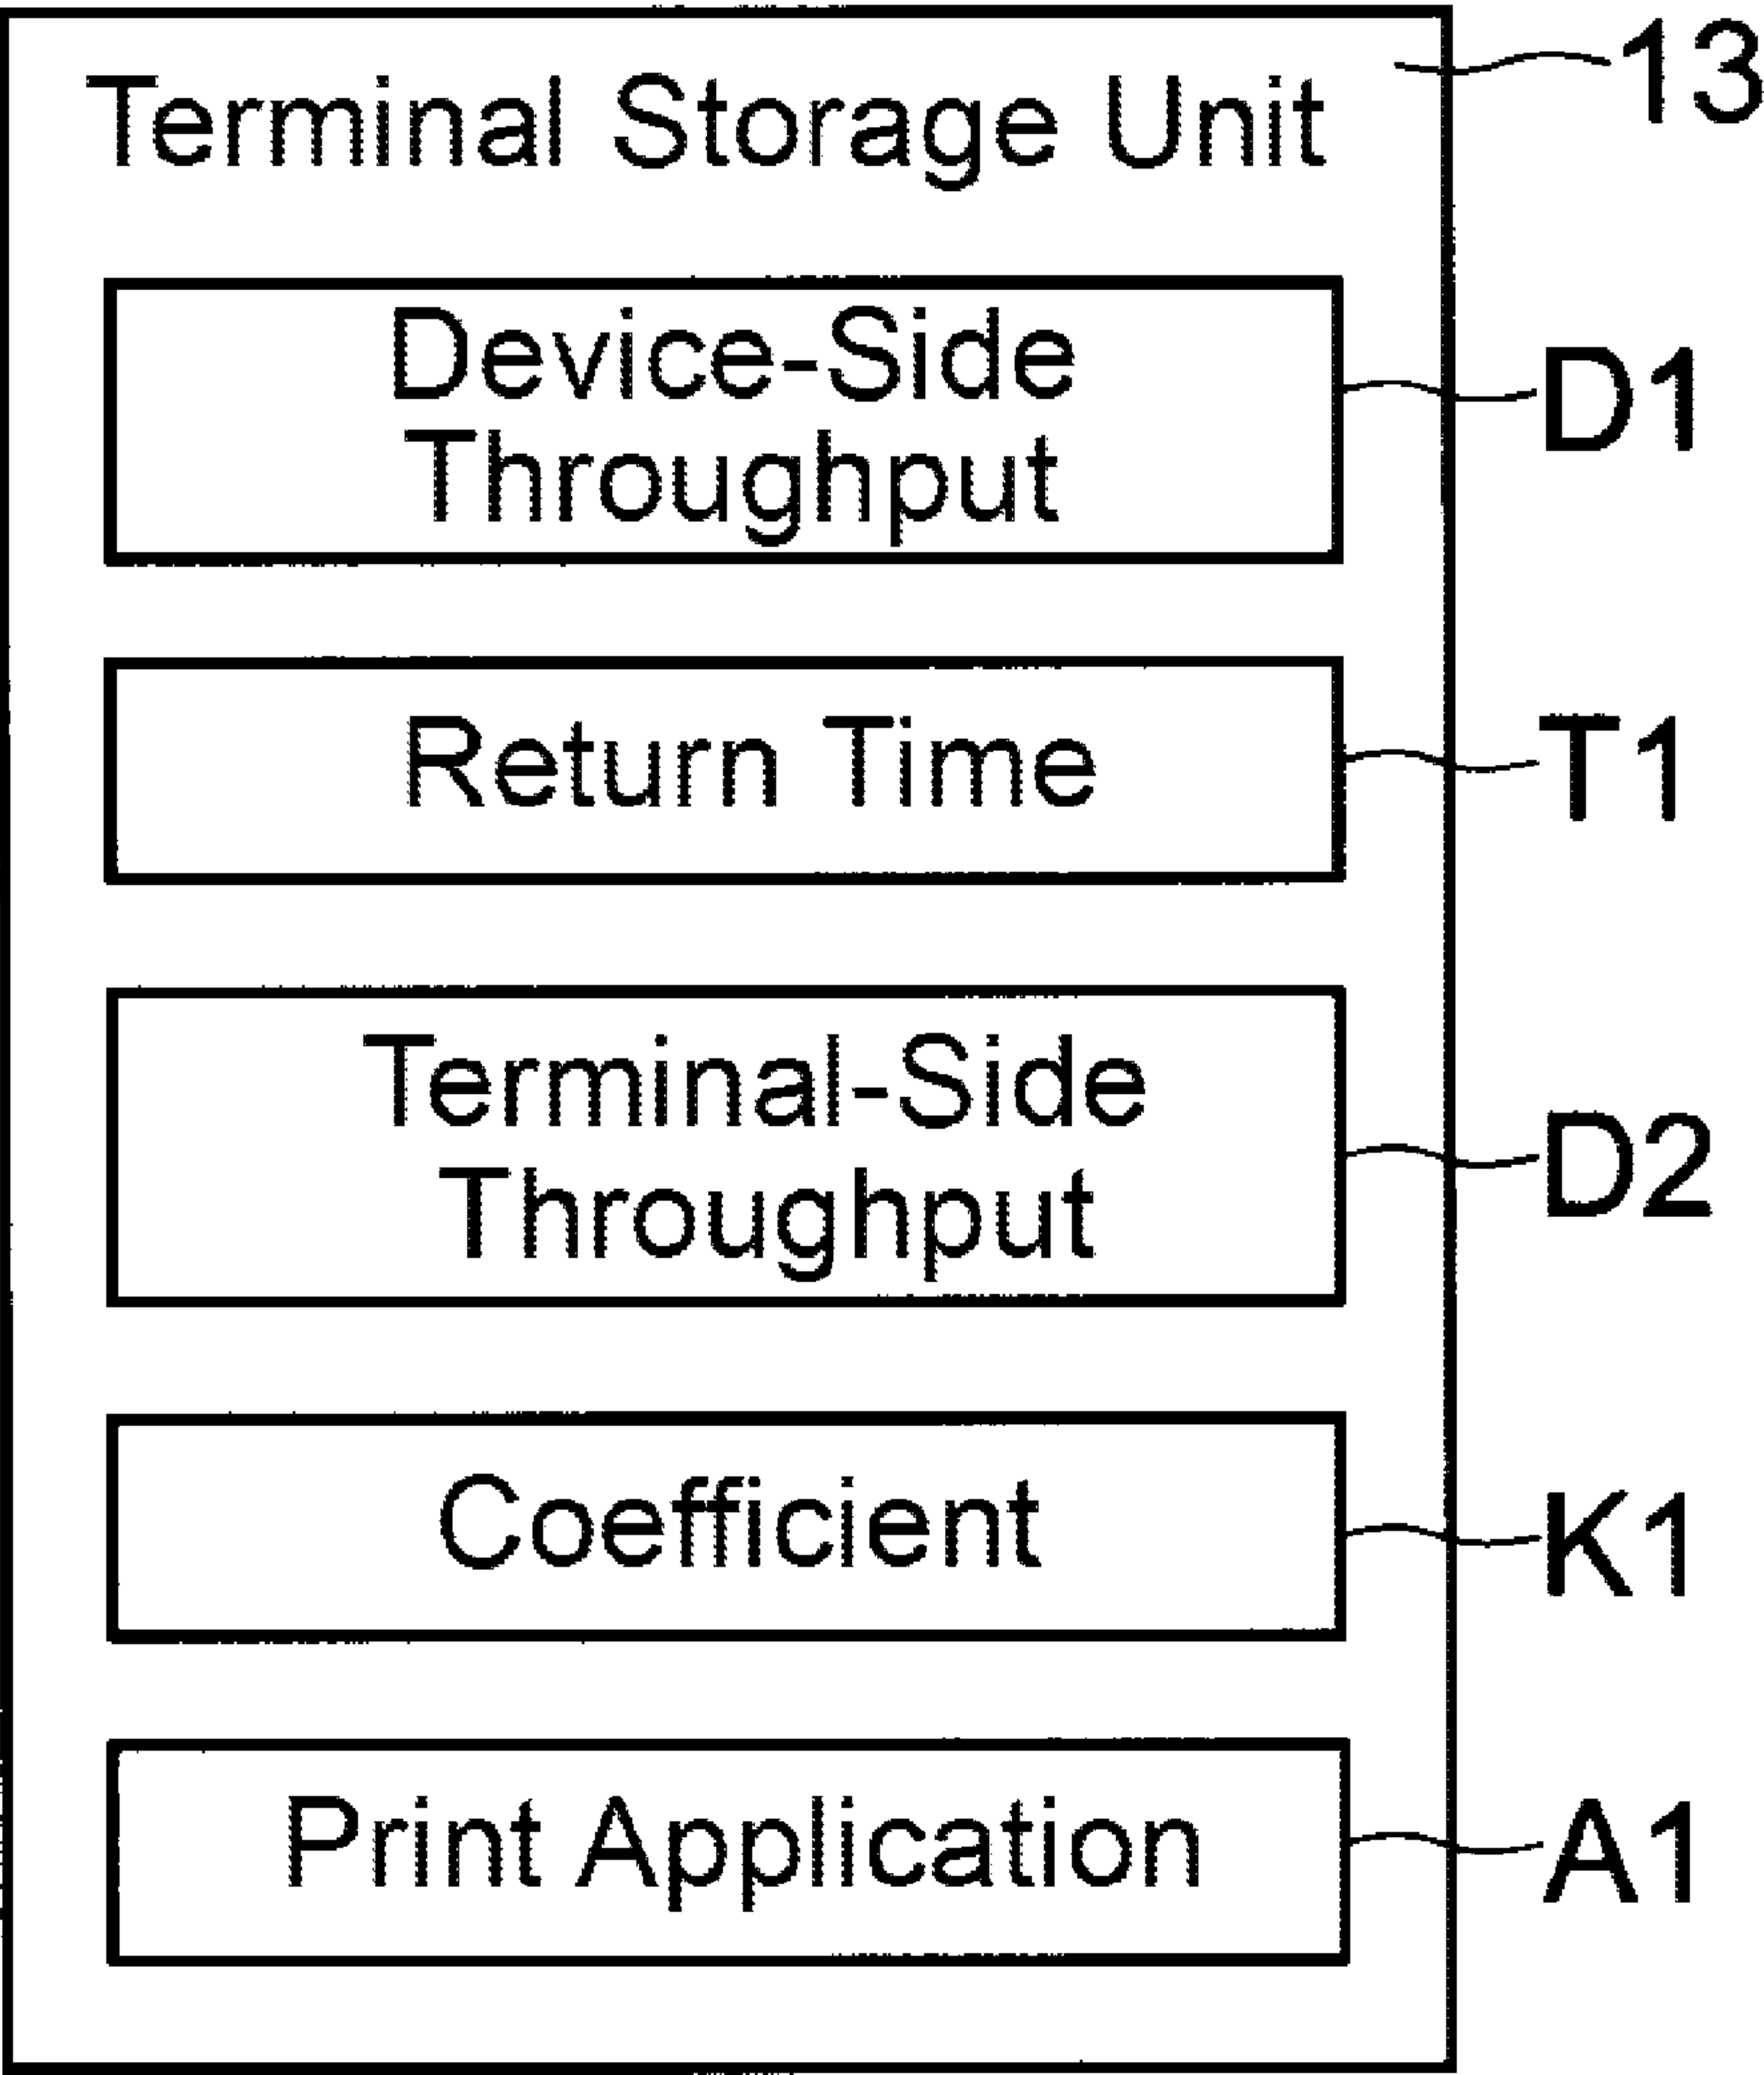 Terminal Storage Unit 13
Device-Side
Throughput
D1
Return Time T1
Terminal-Side
Throughput
D2
Coefficient K1
Print Application A1